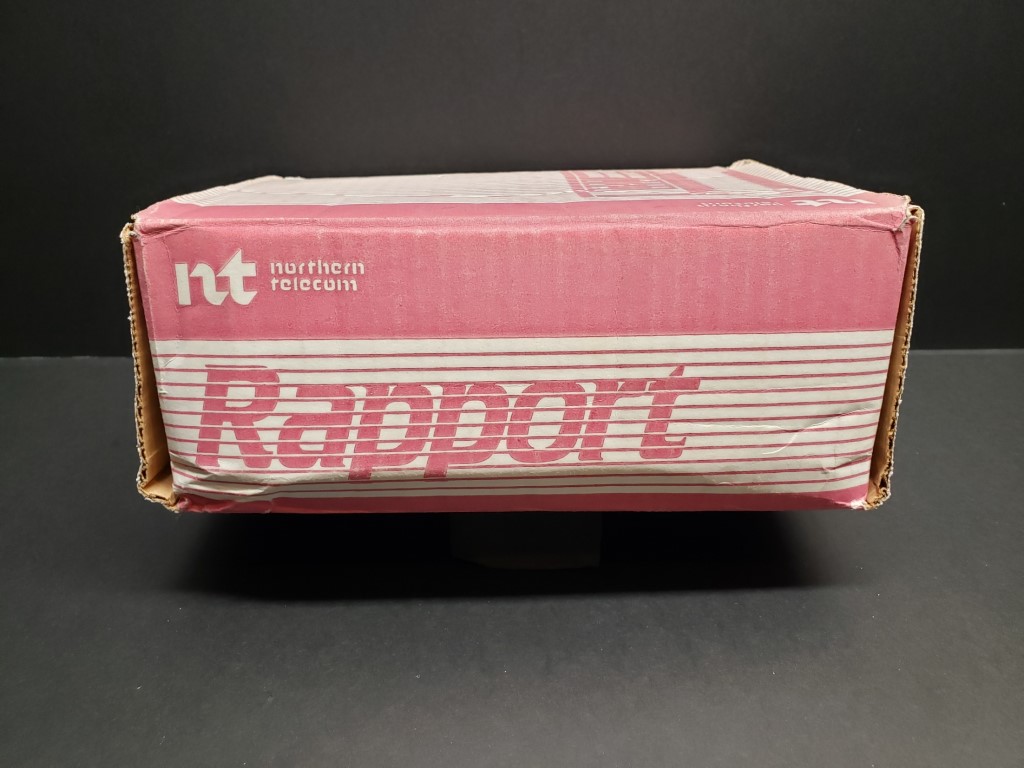 nt northern
telecom
Rapport